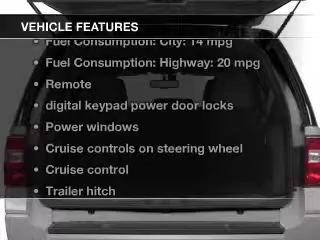 VEHICLE FEATURES
• Fuel Consumption: City: 14 mpg
• Fuel Consumption: Highway: 20 mpg
• Remote
• digital keypad power door locks
• Power windows
• Cruise controls on steering wheel
• Cruise control
• Trailer hitch